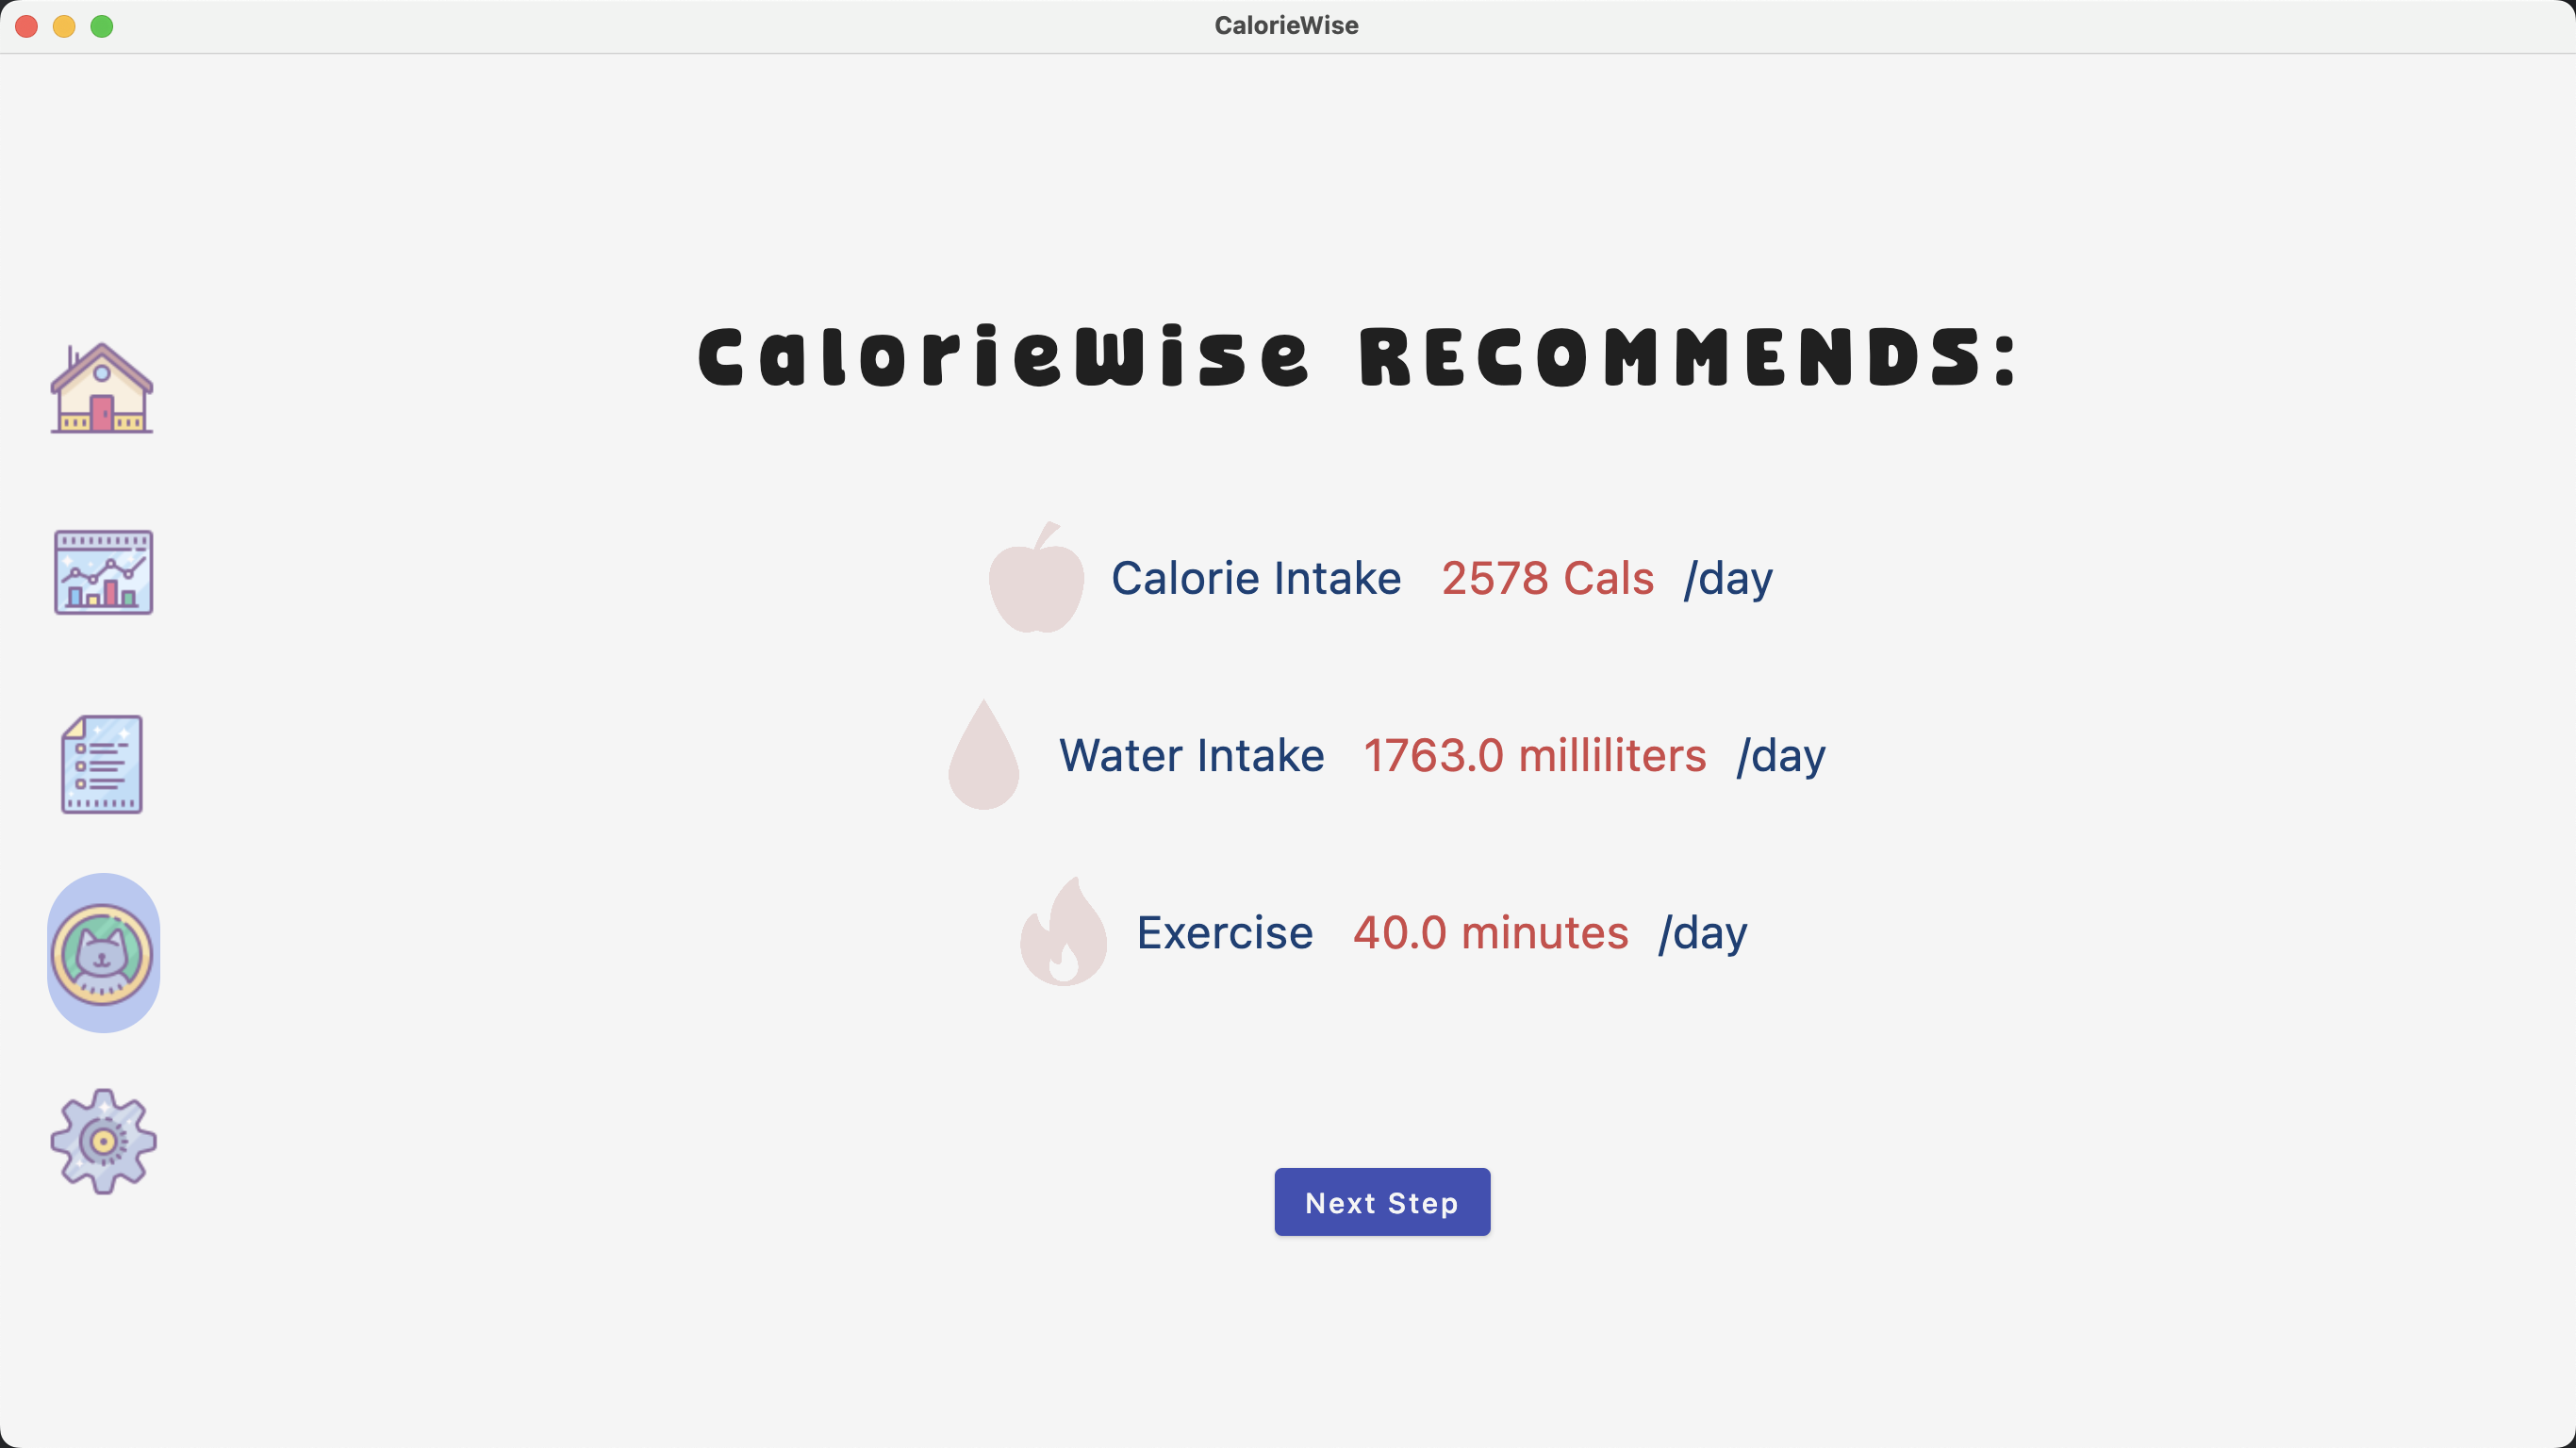 CalorieWise
CalorieWise RECOMMENDS:
Calorie Intake 2578 Cals /day
Water Intake 1763.0 milliliters /day
Exercise 40.0 minutes /day
Next Step